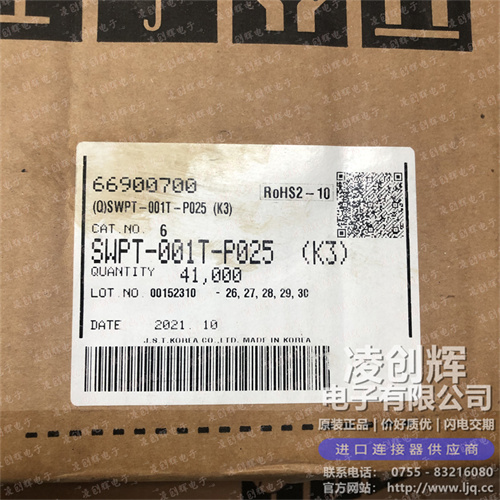 66900700
RoHS2-10
(Q)SWPT-001T-P025 (K3)
CAT.NO. 6
SWPT-001T-P025 (K3)
QUANTITY 41,000
LOT NO. 00152310 - 26, 27, 28, 29, 30
DATE 2021. 10
J.S.T.KOREA CO.,LTD. MADE IN KOREA
凌创辉
电子有限公司
原装正品 | 价好质优 | 闪电交期
进口连接器供应商
联系电话: 0755 - 83216080
官方网站: http://www.ljq.cc